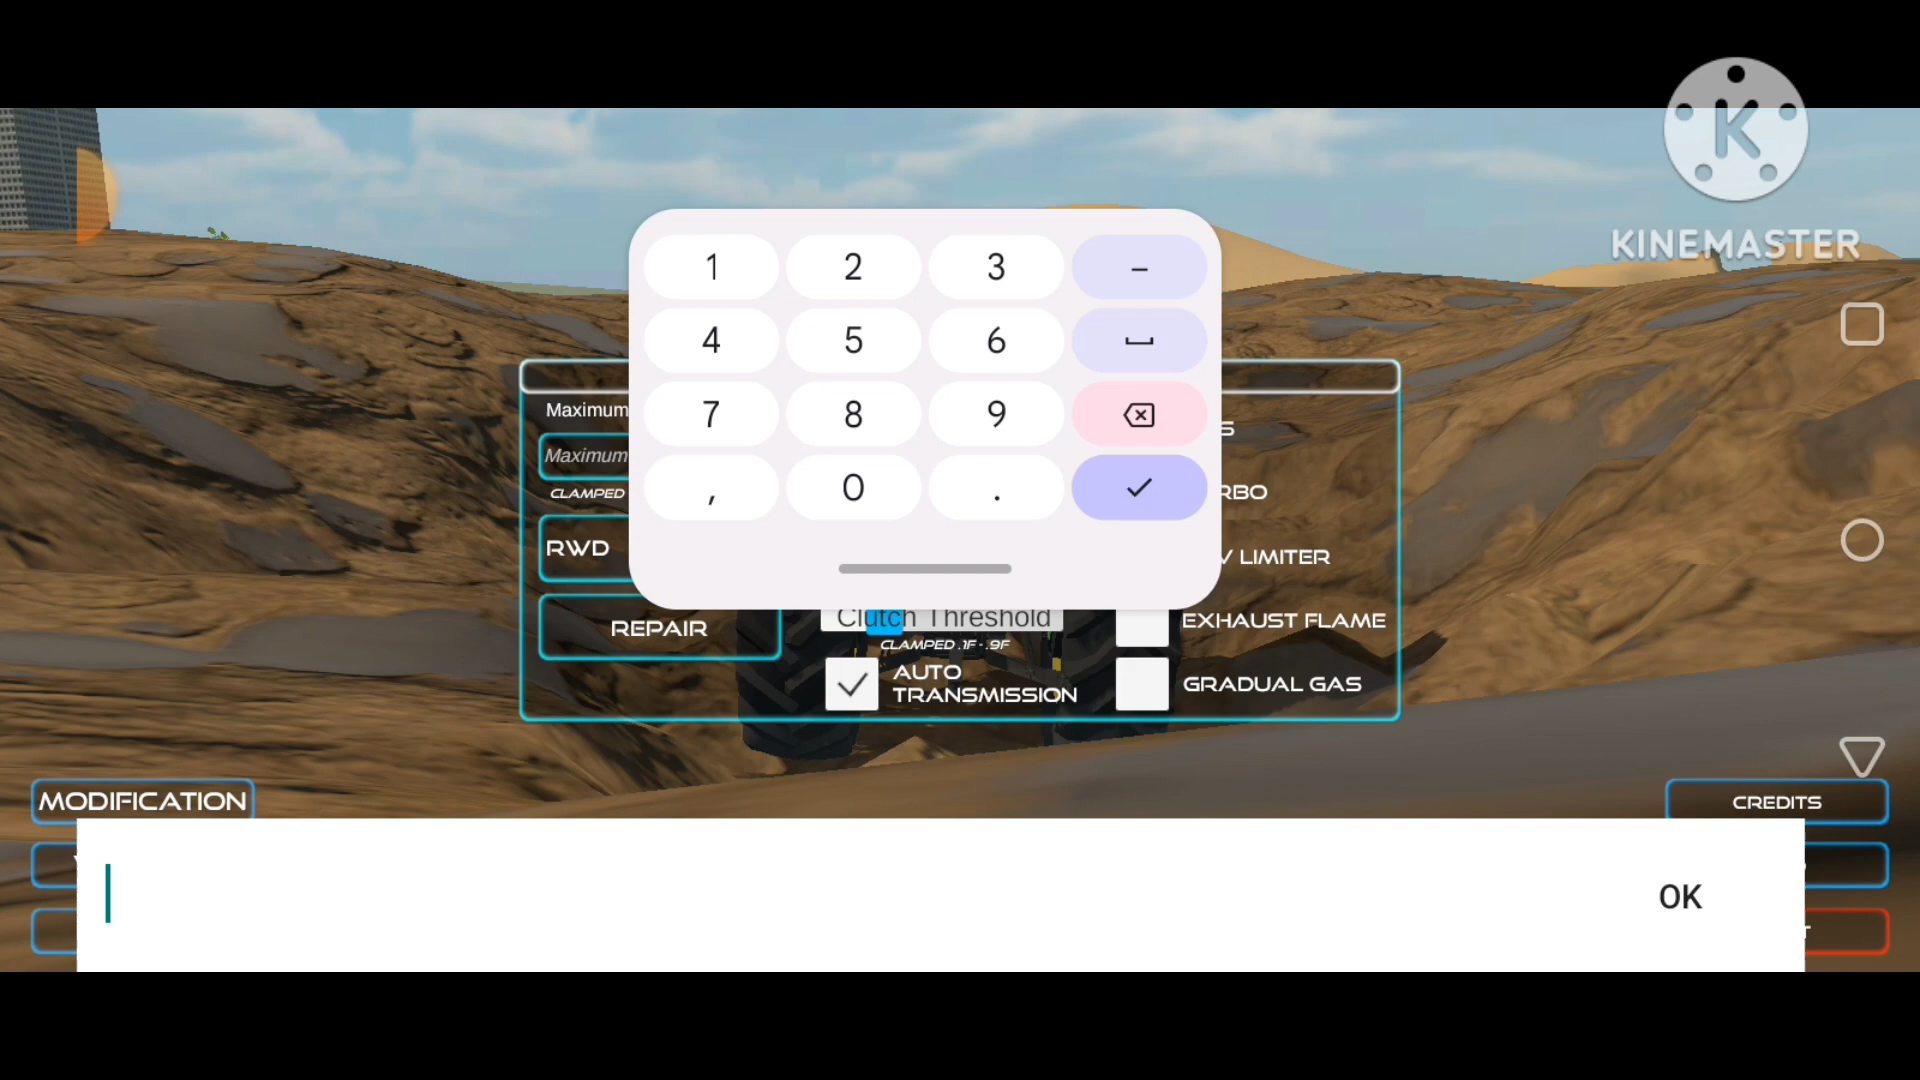 K
KINEMASTER
1 2 3 –
4 5 6
7 8 9
, 0 .
Maximum
Maximum
CLAMPED
RWD
REPAIR
LIMITER
Clutch Threshold
CLAMPED .1F - .9F
AUTO
TRANSMISSION
EXHAUST FLAME
GRADUAL GAS
MODIFICATION
CREDITS
OK